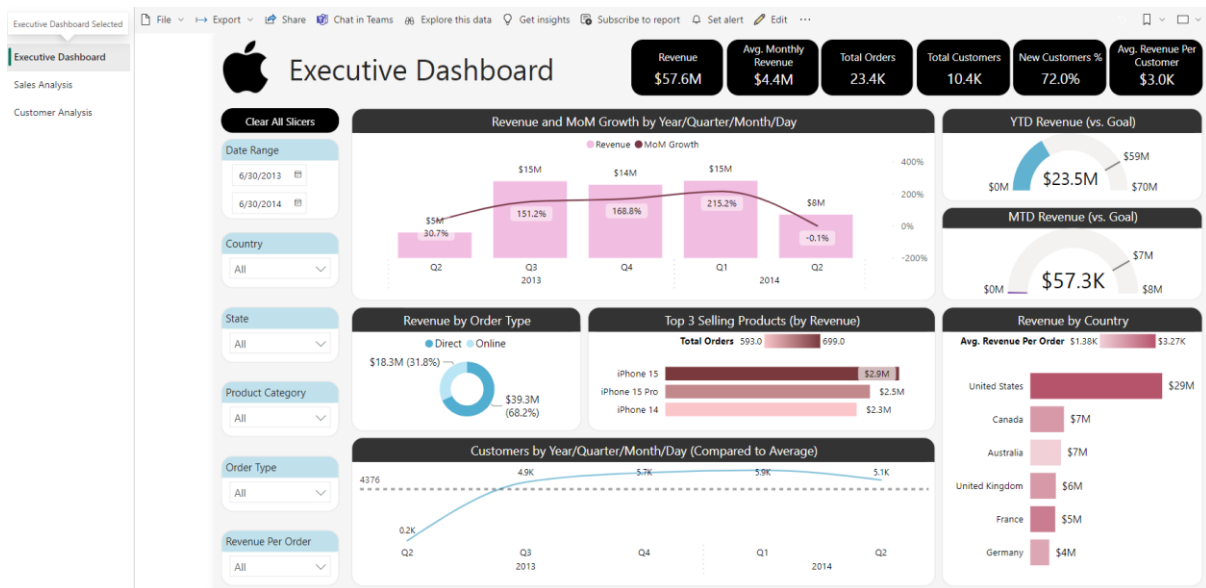 Executive Dashboard Selected
File
Export
Share
Chat in Teams
Explore this data
Get insights
Subscribe to report
Set alert
Edit
Executive Dashboard
Sales Analysis
Customer Analysis
Executive Dashboard
Revenue
$57.6M
Avg. Monthly
Revenue
$4.4M
Total Orders
23.4K
Total Customers
10.4K
New Customers %
72.0%
Avg. Revenue Per
Customer
$3.0K
Clear All Slicers
Date Range
6/30/2013
6/30/2014
Country
All
State
All
Product Category
All
Order Type
All
Revenue Per Order
All
Revenue and MoM Growth by Year/Quarter/Month/Day
Revenue MoM Growth
$5M
$15M
$14M
$15M
$8M
30.7%
151.2%
168.8%
215.2%
-0.1%
400%
200%
0%
-200%
Q2 Q3 Q4 Q1 Q2
2013 2014
YTD Revenue (vs. Goal)
$59M
$0M $23.5M $70M
MTD Revenue (vs. Goal)
$7M
$0M $57.3K $8M
Revenue by Order Type
Direct Online
$18.3M (31.8%)
$39.3M
(68.2%)
Top 3 Selling Products (by Revenue)
Total Orders 593.0 699.0
iPhone 15 $2.9M
iPhone 15 Pro $2.5M
iPhone 14 $2.3M
Revenue by Country
Avg. Revenue Per Order $1.38K $3.27K
United States $29M
Canada $7M
Australia $7M
United Kingdom $6M
France $5M
Germany $4M
Customers by Year/Quarter/Month/Day (Compared to Average)
4376
0.2K
4.9K
5.7K
5.9K
5.1K
Q2 Q3 Q4 Q1 Q2
2013 2014